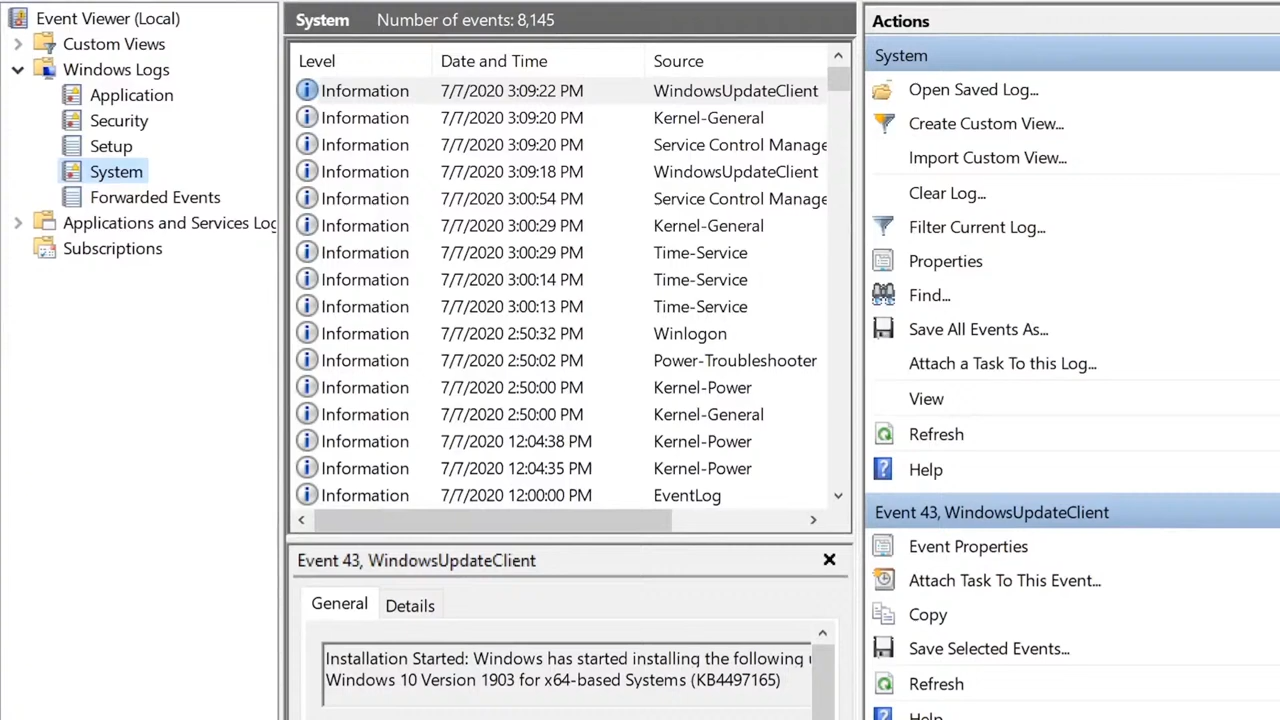 Event Viewer (Local)
Custom Views
Windows Logs
Application
Security
Setup
System
Forwarded Events
Applications and Services Log
Subscriptions
System Number of events: 8,145
Level Date and Time Source
Information 7/7/2020 3:09:22 PM WindowsUpdateClient
Information 7/7/2020 3:09:20 PM Kernel-General
Information 7/7/2020 3:09:20 PM Service Control Manage
Information 7/7/2020 3:09:18 PM WindowsUpdateClient
Information 7/7/2020 3:00:54 PM Service Control Manage
Information 7/7/2020 3:00:29 PM Kernel-General
Information 7/7/2020 3:00:29 PM Time-Service
Information 7/7/2020 3:00:14 PM Time-Service
Information 7/7/2020 3:00:13 PM Time-Service
Information 7/7/2020 2:50:32 PM Winlogon
Information 7/7/2020 2:50:02 PM Power-Troubleshooter
Information 7/7/2020 2:50:00 PM Kernel-Power
Information 7/7/2020 2:50:00 PM Kernel-General
Information 7/7/2020 12:04:38 PM Kernel-Power
Information 7/7/2020 12:04:35 PM Kernel-Power
Information 7/7/2020 12:00:00 PM EventLog
Event 43, WindowsUpdateClient
General Details
Installation Started: Windows has started installing the following
Windows 10 Version 1903 for x64-based Systems (KB4497165)
Actions
System
Open Saved Log...
Create Custom View...
Import Custom View...
Clear Log...
Filter Current Log...
Properties
Find...
Save All Events As...
Attach a Task To this Log...
View
Refresh
Help
Event 43, WindowsUpdateClient
Event Properties
Attach Task To This Event...
Copy
Save Selected Events...
Refresh
Help